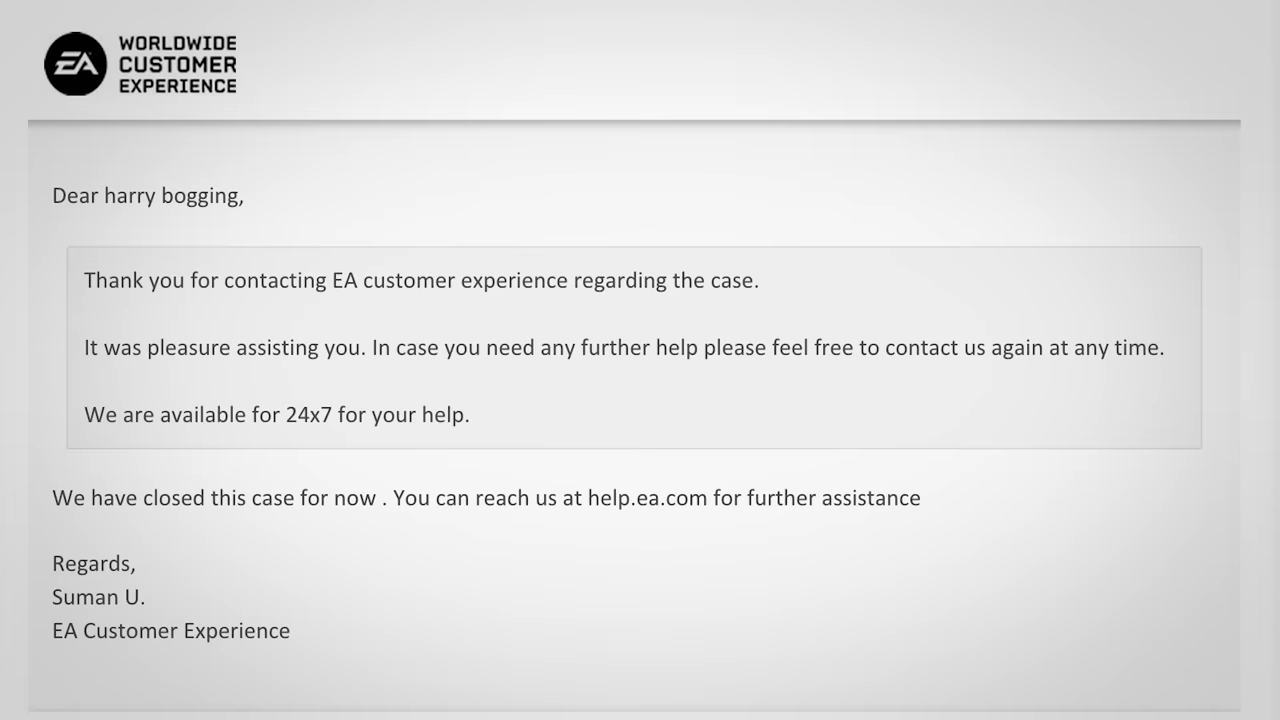 EA
WORLDWIDE
CUSTOMER
EXPERIENCE
Dear harry bogging,
Thank you for contacting EA customer experience regarding the case.
It was pleasure assisting you. In case you need any further help please feel free to contact us again at any time.
We are available for 24x7 for your help.
We have closed this case for now . You can reach us at help.ea.com for further assistance
Regards,
Suman U.
EA Customer Experience